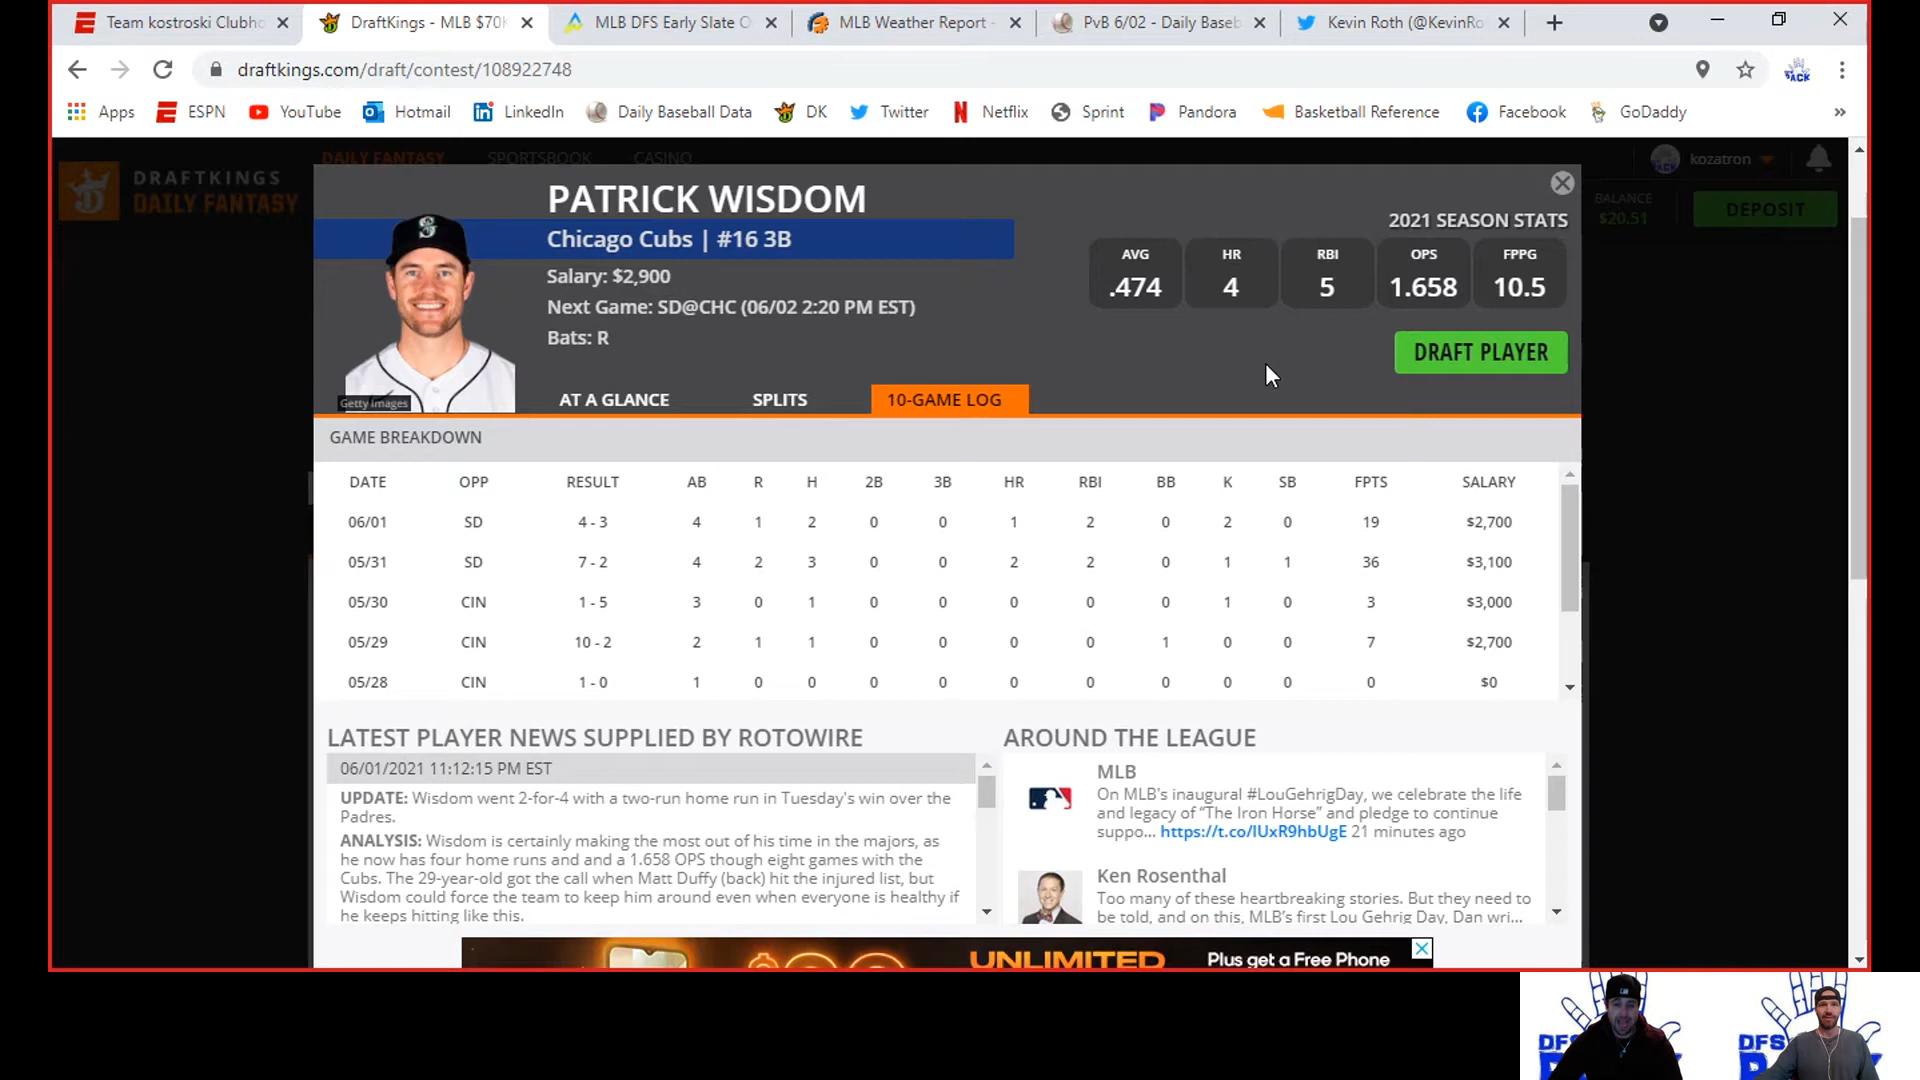 Team kostroski Clubho
DraftKings - MLB $70K
MLB DFS Early Slate O
MLB Weather Report -
PvB 6/02 - Daily Baseb
Kevin Roth (@KevinRo
draftkings.com/draft/contest/108922748
Apps ESPN YouTube Hotmail LinkedIn Daily Baseball Data DK Twitter Netflix Sprint Pandora Basketball Reference Facebook GoDaddy »
DRAFTKINGS
DAILY FANTASY
DAILY FANTASY SPORTSBOOK CASINO
kozatron
BALANCE
$20.51
DEPOSIT
PATRICK WISDOM
Chicago Cubs | #16 3B
Salary: $2,900
Next Game: SD@CHC (06/02 2:20 PM EST)
Bats: R
Getty Images
2021 SEASON STATS
AVG HR RBI OPS FPPG
.474 4 5 1.658 10.5
DRAFT PLAYER
AT A GLANCE SPLITS 10-GAME LOG
GAME BREAKDOWN
DATE OPP RESULT AB R H 2B 3B HR RBI BB K SB FPTS SALARY
06/01 SD 4 - 3 4 1 2 0 0 1 2 0 2 0 19 $2,700
05/31 SD 7 - 2 4 2 3 0 0 2 2 0 1 1 36 $3,100
05/30 CIN 1 - 5 3 0 1 0 0 0 0 0 1 0 3 $3,000
05/29 CIN 10 - 2 2 1 1 0 0 0 0 1 0 0 7 $2,700
05/28 CIN 1 - 0 1 0 0 0 0 0 0 0 0 0 0 $0
LATEST PLAYER NEWS SUPPLIED BY ROTOWIRE
06/01/2021 11:12:15 PM EST
UPDATE: Wisdom went 2-for-4 with a two-run home run in Tuesday's win over the
Padres.
ANALYSIS: Wisdom is certainly making the most out of his time in the majors, as
he now has four home runs and and a 1.658 OPS though eight games with the
Cubs. The 29-year-old got the call when Matt Duffy (back) hit the injured list, but
Wisdom could force the team to keep him around even when everyone is healthy if
he keeps hitting like this.
AROUND THE LEAGUE
MLB
On MLB's inaugural #LouGehrigDay, we celebrate the life
and legacy of “The Iron Horse” and pledge to continue
suppo... https://t.co/IUxR9hbUgE 21 minutes ago
Ken Rosenthal
Too many of these heartbreaking stories. But they need to
be told, and on this, MLB’s first Lou Gehrig Day, Dan wri...
UNLIMITED
Plus get a Free Phone
DFS
DFS